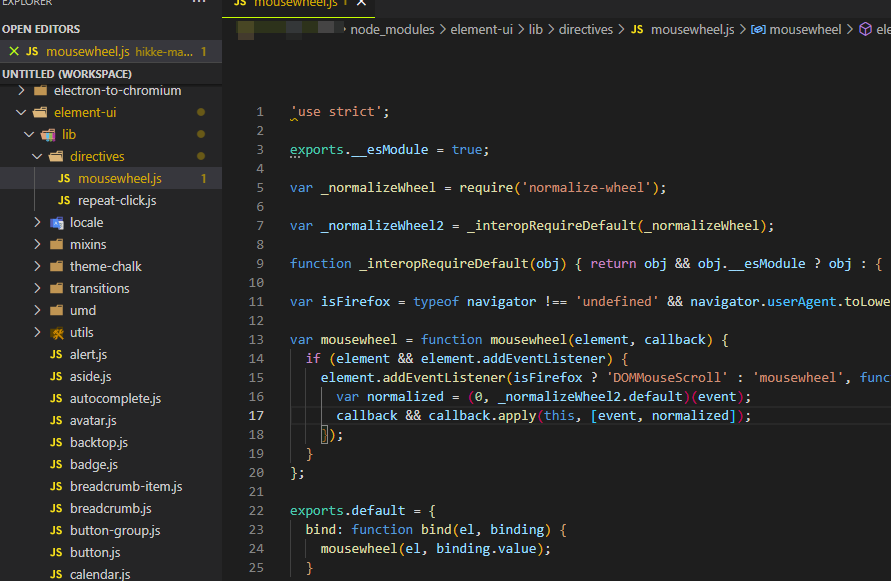 EXPLORER
OPEN EDITORS
JS mousewheel.js hikke-ma... 1
UNTITLED (WORKSPACE)
electron-to-chromium
element-ui
lib
directives
JS mousewheel.js 1
JS repeat-click.js
locale
mixins
theme-chalk
transitions
umd
utils
JS alert.js
JS aside.js
JS autocomplete.js
JS avatar.js
JS backtop.js
JS badge.js
JS breadcrumb-item.js
JS breadcrumb.js
JS button-group.js
JS button.js
JS calendar.js
JS mousewheel.js 1
node_modules > element-ui > lib > directives > JS mousewheel.js > mousewheel > ele
1 'use strict';
2
3 exports.__esModule = true;
4
5 var _normalizeWheel = require('normalize-wheel');
6
7 var _normalizeWheel2 = _interopRequireDefault(_normalizeWheel);
8
9 function _interopRequireDefault(obj) { return obj && obj.__esModule ? obj : {
10
11 var isFirefox = typeof navigator !== 'undefined' && navigator.userAgent.toLowe
12
13 var mousewheel = function mousewheel(element, callback) {
14 if (element && element.addEventListener) {
15 element.addEventListener(isFirefox ? 'DOMMouseScroll' : 'mousewheel', func
16 var normalized = (0, _normalizeWheel2.default)(event);
17 callback && callback.apply(this, [event, normalized]);
18 });
19 }
20 };
21
22 exports.default = {
23 bind: function bind(el, binding) {
24 mousewheel(el, binding.value);
25 }